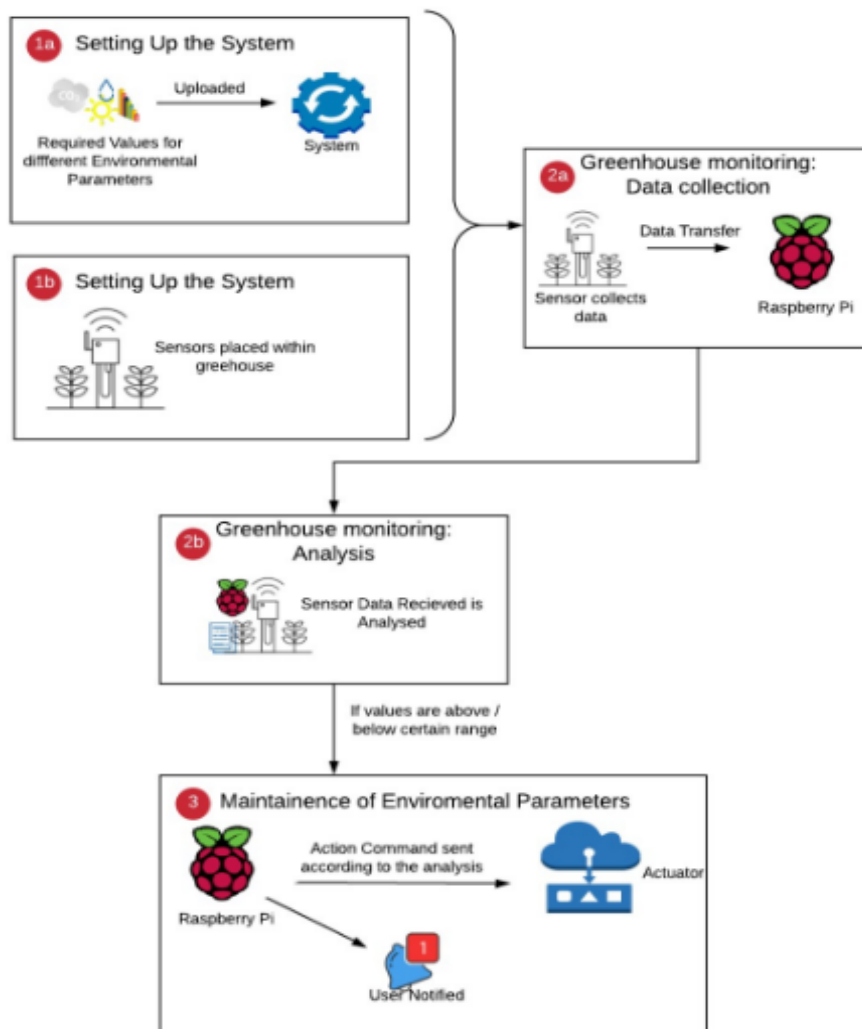 1a Setting Up the System
CO₂
Uploaded
Required Values for
diffferent Environmental
Parameters
System
1b Setting Up the System
Sensors placed within
greehouse
2a Greenhouse monitoring:
Data collection
Data Transfer
Sensor collects
data
Raspberry Pi
2b Greenhouse monitoring:
Analysis
Sensor Data Recieved is
Analysed
If values are above /
below certain range
3 Maintainence of Enviromental Parameters
Action Command sent
according to the analysis
Raspberry Pi
Actuator
1
User Notified